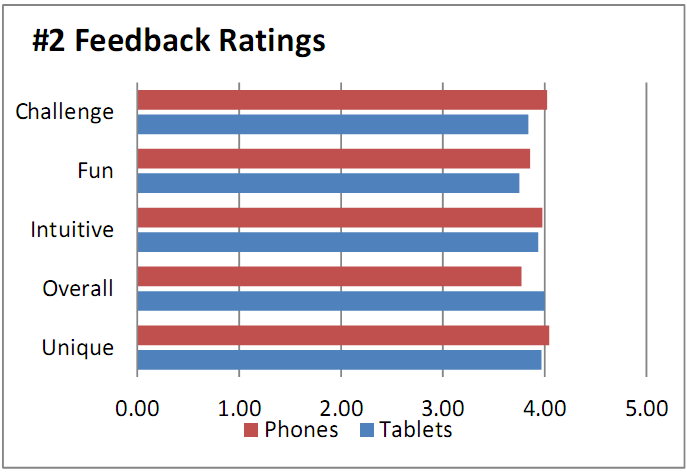 #2 Feedback Ratings
Challenge
Fun
Intuitive
Overall
Unique
0.00 1.00 2.00 3.00 4.00 5.00
Phones Tablets